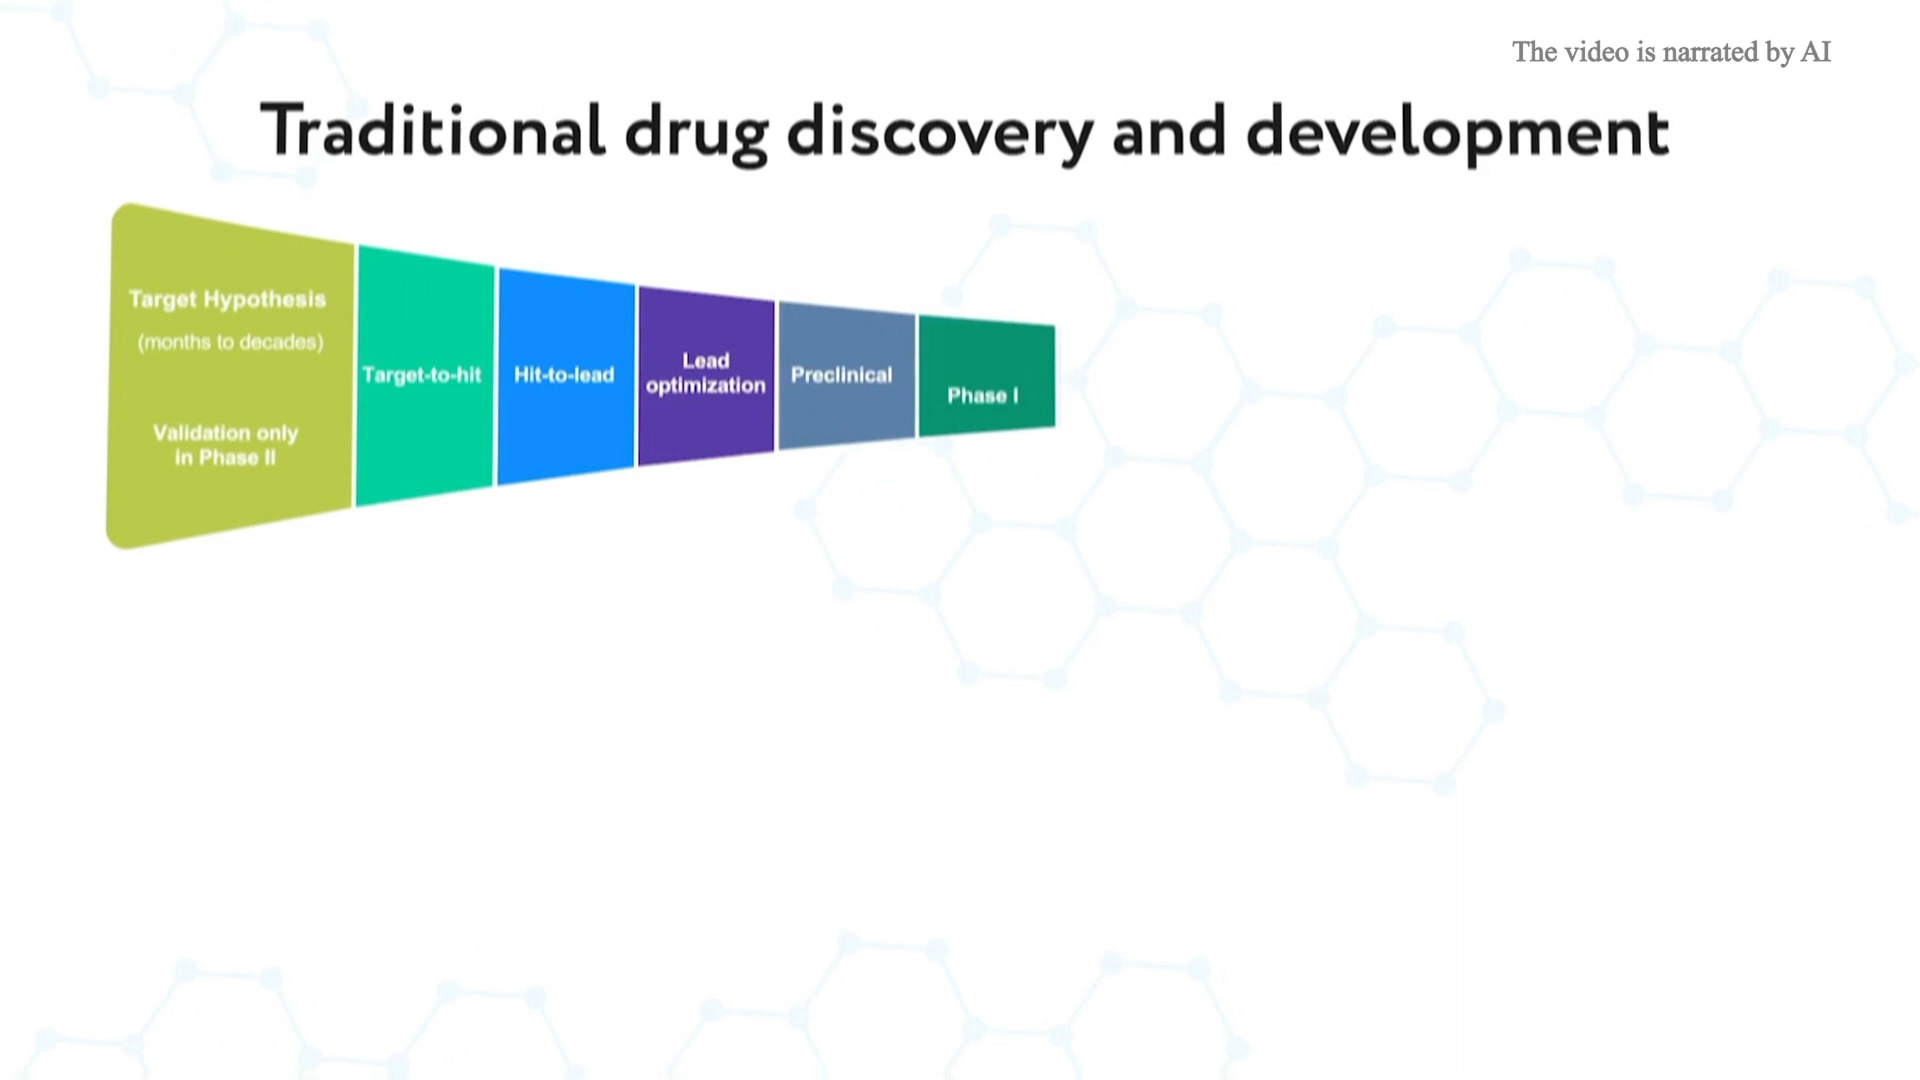 The video is narrated by AI
Traditional drug discovery and development
Target Hypothesis
(months to decades)
Validation only
in Phase II
Target-to-hit
Hit-to-lead
Lead
optimization
Preclinical
Phase I